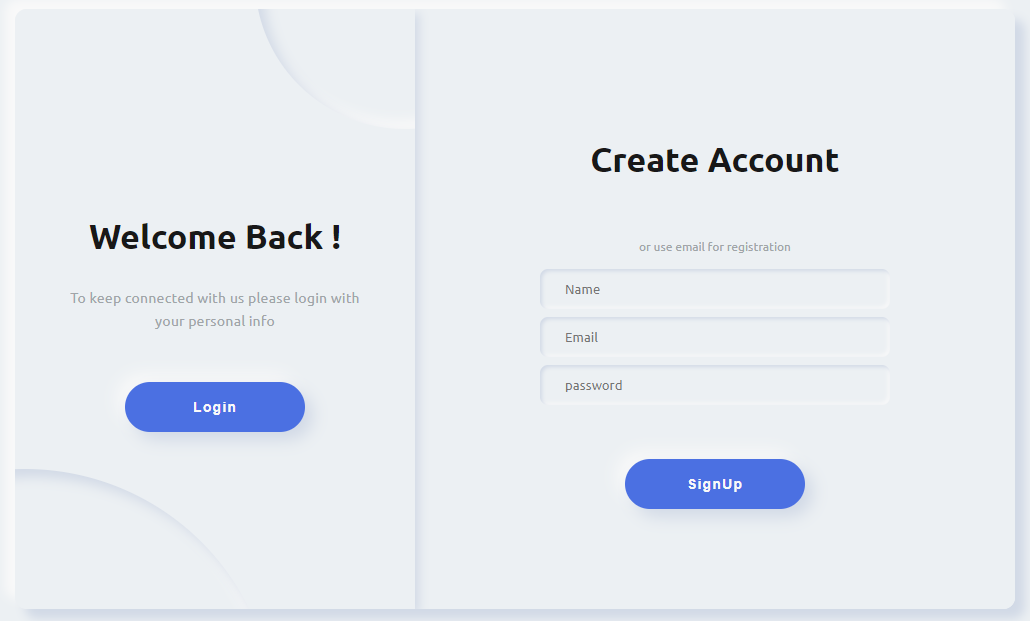 Welcome Back !
To keep connected with us please login with
your personal info
Login
Create Account
or use email for registration
Name
Email
password
SignUp